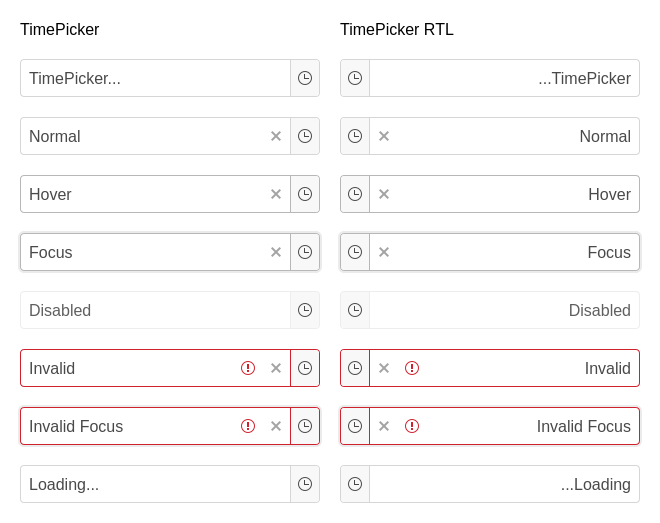 TimePicker
TimePicker RTL
TimePicker...
...TimePicker
Normal
Normal
Hover
Hover
Focus
Focus
Disabled
Disabled
Invalid
Invalid
Invalid Focus
Invalid Focus
Loading...
...Loading